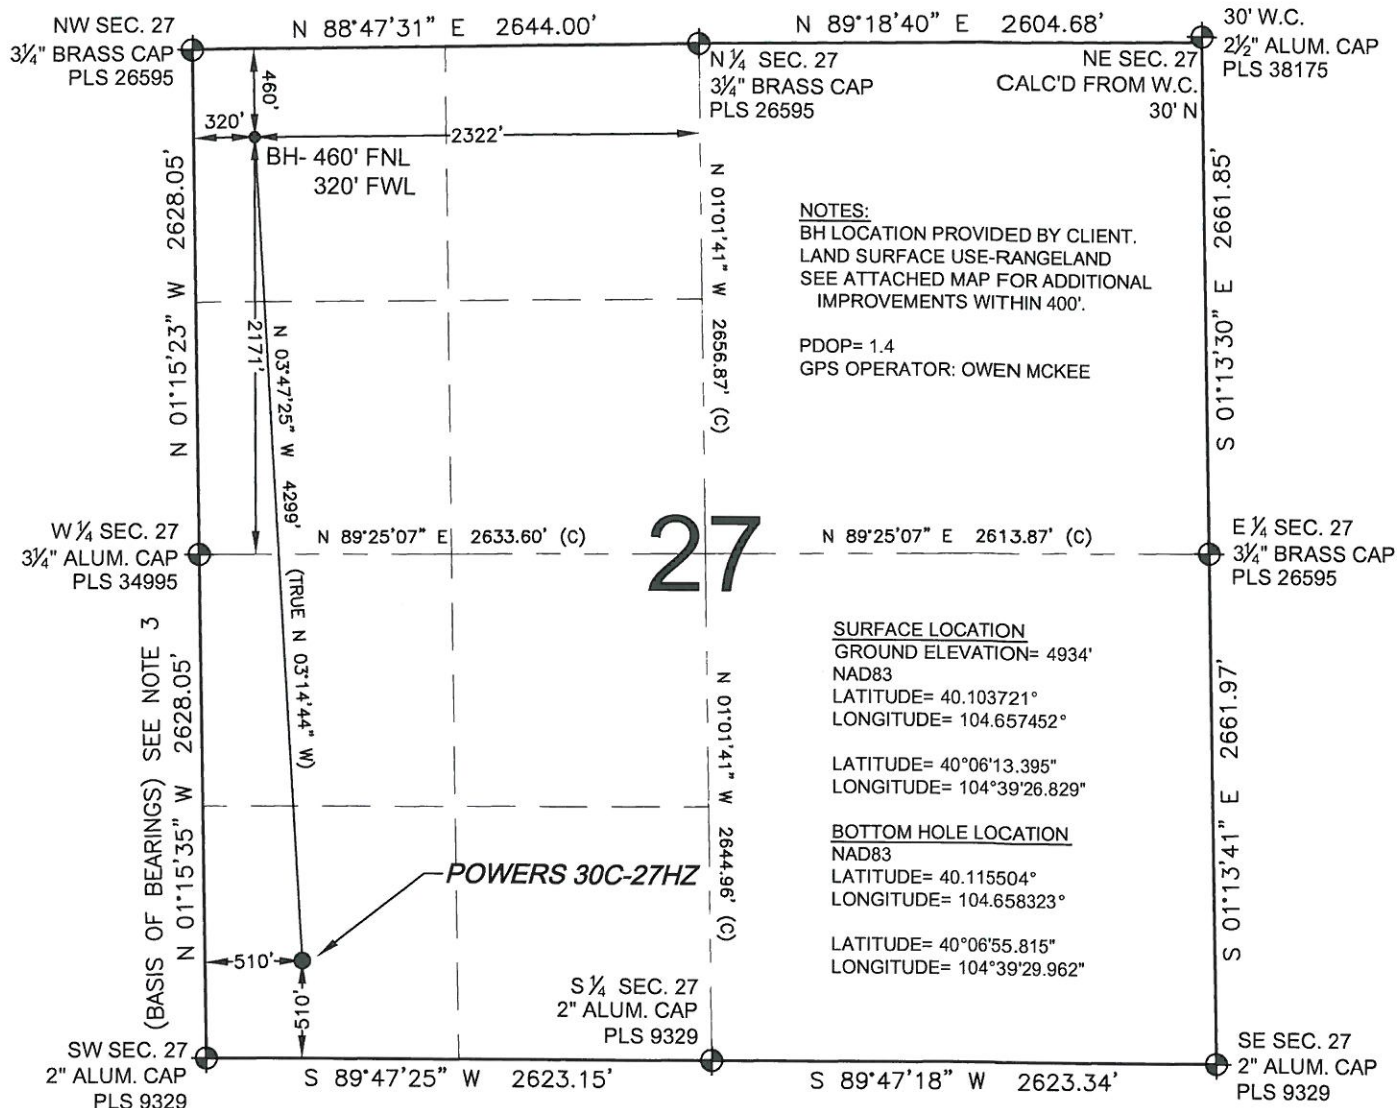 NW SEC. 27
3¼" BRASS CAP
PLS 26595
N 88°47'31" E 2644.00'
N 89°18'40" E 2604.68'
30' W.C.
2½" ALUM. CAP
PLS 38175
N ¼ SEC. 27
3¼" BRASS CAP
PLS 26595
NE SEC. 27
CALC'D FROM W.C.
30' N
460'
320'
2322'
BH- 460' FNL
320' FWL
N 01°15'23" W 2628.05'
2171'
N 03°47'25" W 4299' (TRUE N 03°14'44" W)
N 01°01'41" W 2656.87' (C)
NOTES:
BH LOCATION PROVIDED BY CLIENT.
LAND SURFACE USE-RANGELAND
SEE ATTACHED MAP FOR ADDITIONAL
IMPROVEMENTS WITHIN 400'.
PDOP= 1.4
GPS OPERATOR: OWEN MCKEE
S 01°13'30" E 2661.85'
W ¼ SEC. 27
3¼" ALUM. CAP
PLS 34995
N 89°25'07" E 2633.60' (C)
27
N 89°25'07" E 2613.87' (C)
E ¼ SEC. 27
3¼" BRASS CAP
PLS 26595
(BASIS OF BEARINGS) SEE NOTE 3
N 01°15'35" W 2628.05'
N 01°01'41" W 2644.96' (C)
SURFACE LOCATION
GROUND ELEVATION= 4934'
NAD83
LATITUDE= 40.103721°
LONGITUDE= 104.657452°
LATITUDE= 40°06'13.395"
LONGITUDE= 104°39'26.829"
BOTTOM HOLE LOCATION
NAD83
LATITUDE= 40.115504°
LONGITUDE= 104.658323°
LATITUDE= 40°06'55.815"
LONGITUDE= 104°39'29.962"
S 01°13'41" E 2661.97'
POWERS 30C-27HZ
510'
510'
S ¼ SEC. 27
2" ALUM. CAP
PLS 9329
SW SEC. 27
2" ALUM. CAP
PLS 9329
S 89°47'25" W 2623.15'
S 89°47'18" W 2623.34'
SE SEC. 27
2" ALUM. CAP
PLS 9329